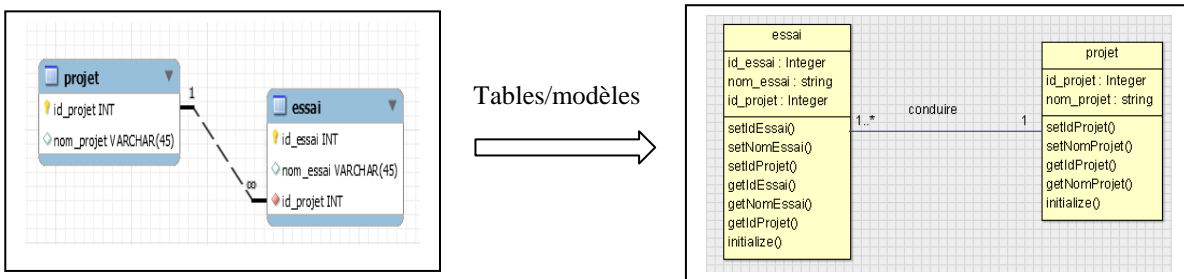 projet
id_projet INT
nom_projet VARCHAR(45)
1
∞
essai
id_essai INT
nom_essai VARCHAR(45)
id_projet INT
Tables/modèles
essai
id_essai : Integer
nom_essai : string
id_projet : Integer
setIdEssai()
setNomEssai()
setIdProjet()
getIdEssai()
getNomEssai()
getIdProjet()
initialize()
1..*
conduire
1
projet
id_projet : Integer
nom_projet : string
setIdProjet()
setNomProjet()
getIdProjet()
getNomProjet()
initialize()